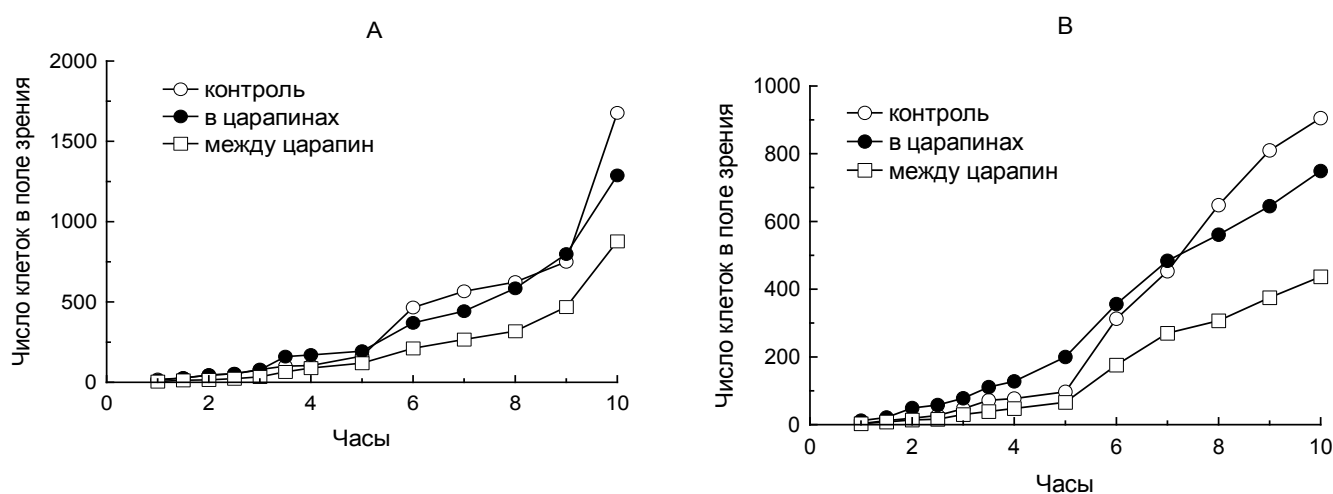 А
Число клеток в поле зрения
2000
1500
1000
500
0
контроль
в царапинах
между царапин
0 2 4 6 8 10
Часы
В
Число клеток в поле зрения
1000
800
600
400
200
0
контроль
в царапинах
между царапин
0 2 4 6 8 10
Часы